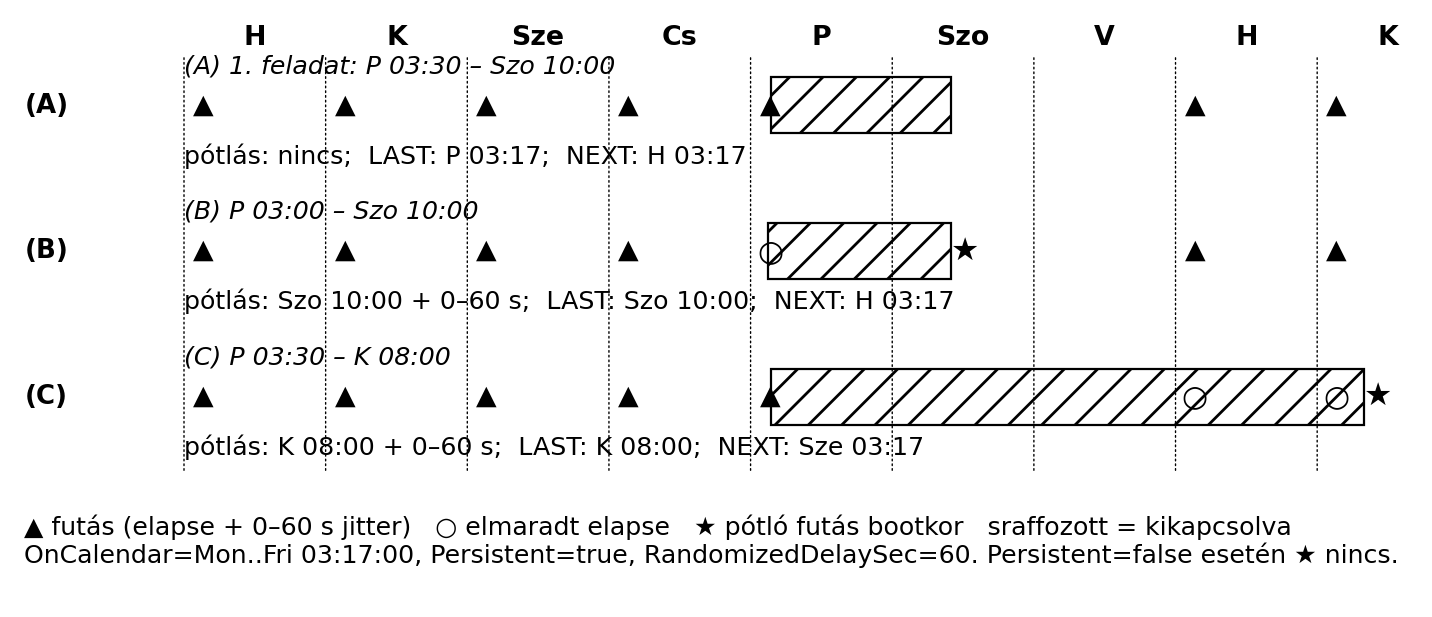 H K Sze Cs P Szo V H K
(A) 1. feladat: P 03:30 – Szo 10:00
(A)
pótlás: nincs; LAST: P 03:17; NEXT: H 03:17
(B) P 03:00 – Szo 10:00
(B)
pótlás: Szo 10:00 + 0–60 s; LAST: Szo 10:00; NEXT: H 03:17
(C) P 03:30 – K 08:00
(C)
pótlás: K 08:00 + 0–60 s; LAST: K 08:00; NEXT: Sze 03:17
▲ futás (elapse + 0–60 s jitter) ○ elmaradt elapse ★ pótló futás bootkor sraffozott = kikapcsolva
OnCalendar=Mon..Fri 03:17:00, Persistent=true, RandomizedDelaySec=60. Persistent=false esetén ★ nincs.